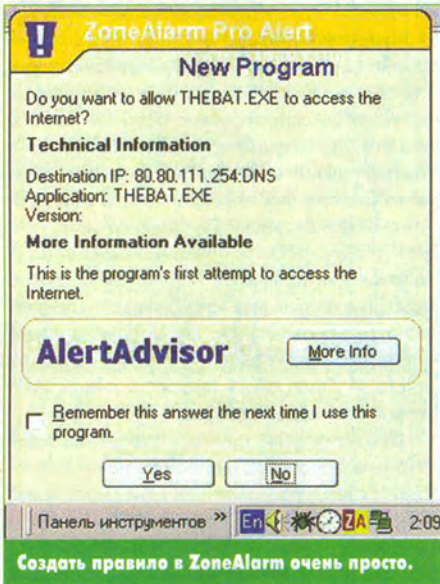 ZoneAlarm Pro Alert
New Program
Do you want to allow THEBAT.EXE to access the
Internet?
Technical Information
Destination IP: 80.80.111.254:DNS
Application: THEBAT.EXE
Version:
More Information Available
This is the program's first attempt to access the
Internet.
AlertAdvisor
More Info
Remember this answer the next time I use this
program.
Yes
No
Панель инструментов » En ZA 2:09
Создать правило в ZoneAlarm очень просто.